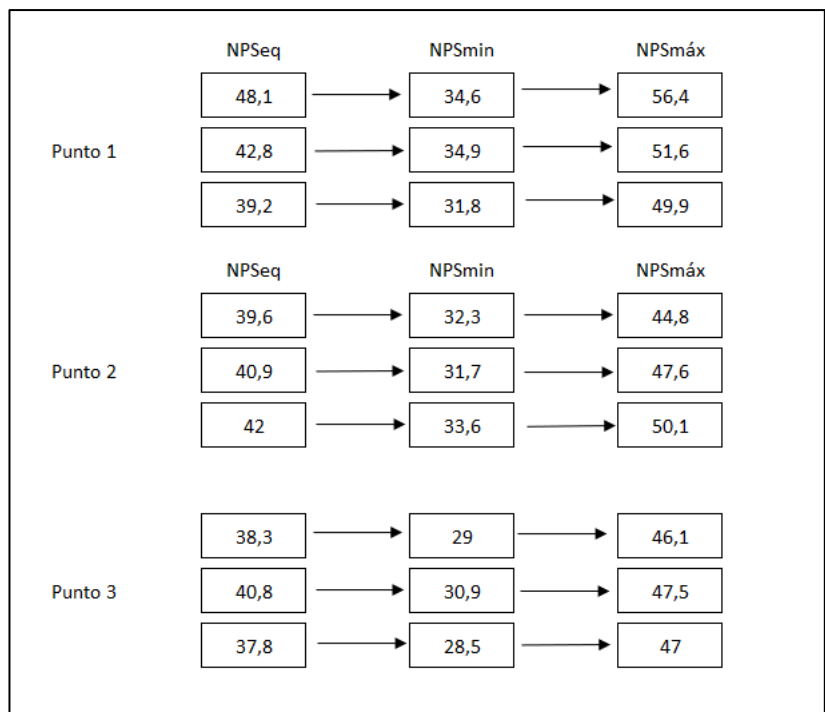 NPSeq NPSmin NPSmáx
48,1 34,6 56,4
Punto 1 42,8 34,9 51,6
39,2 31,8 49,9
NPSeq NPSmin NPSmáx
39,6 32,3 44,8
Punto 2 40,9 31,7 47,6
42 33,6 50,1
38,3 29 46,1
Punto 3 40,8 30,9 47,5
37,8 28,5 47